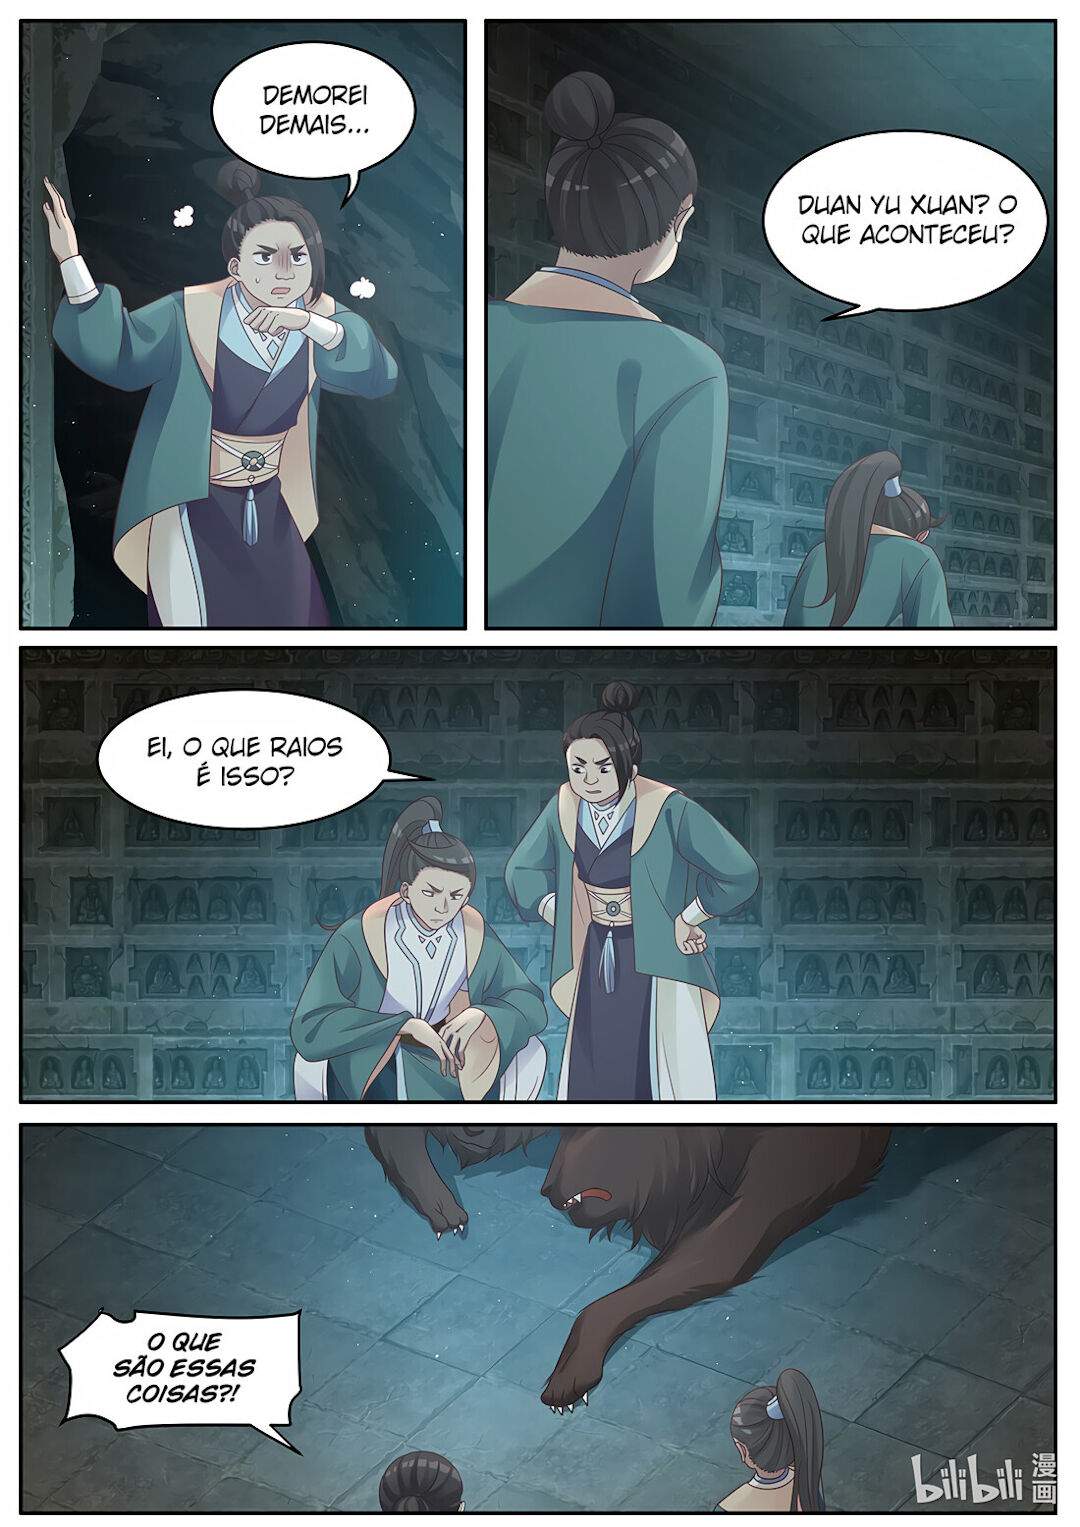 DEMOREI
DEMAIS...
DUAN YU XUAN? O
QUE ACONTECEU?
EI, O QUE RAIOS
É ISSO?
O QUE
SÃO ESSAS
COISAS?!
bilibili
漫画